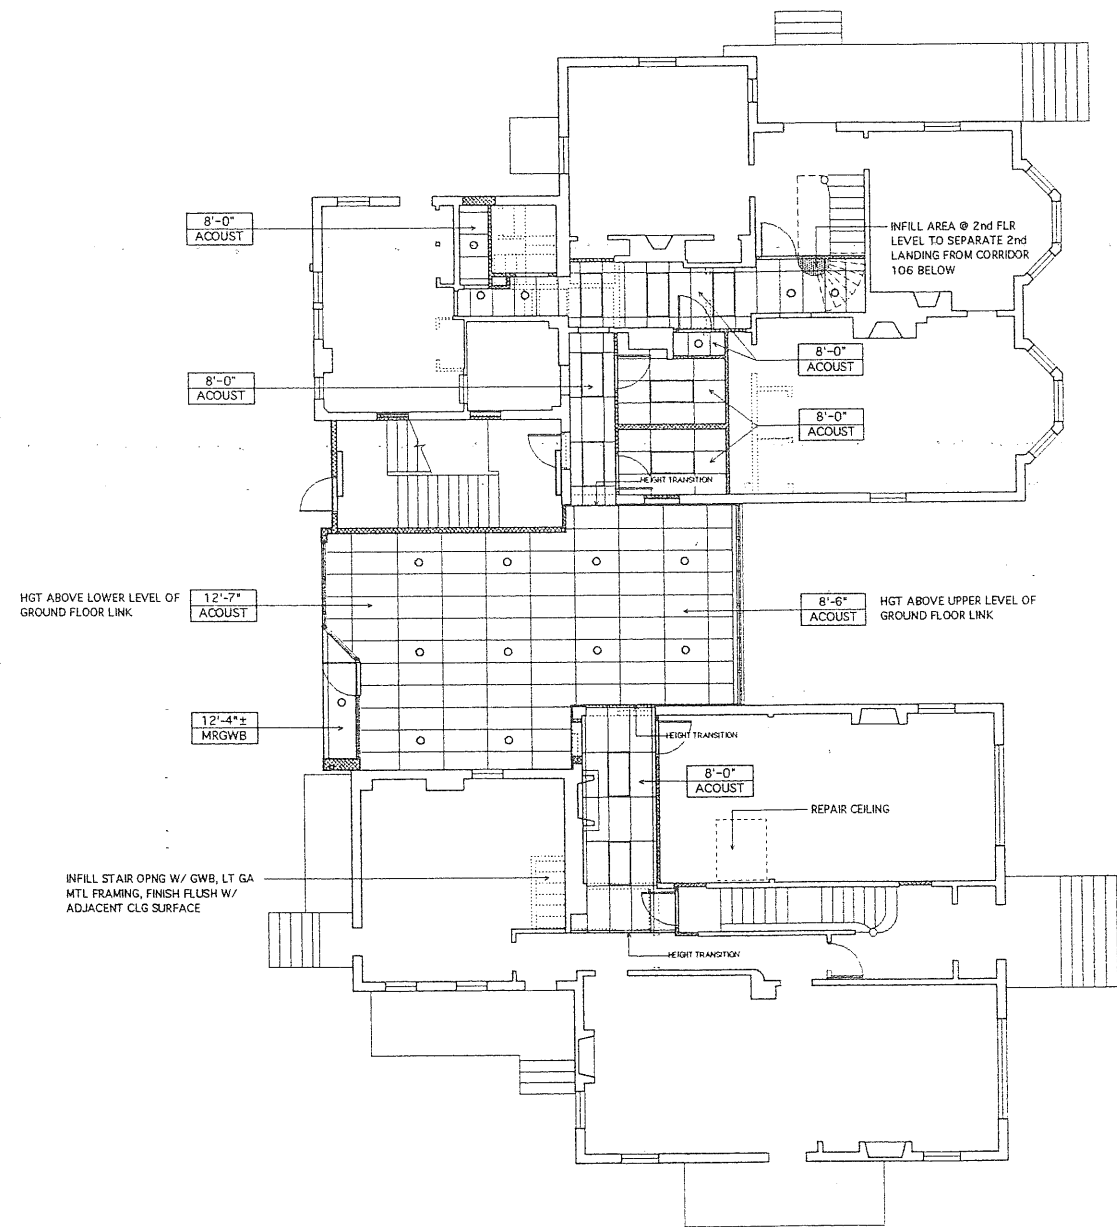 8'-0"
ACOUST
INFILL AREA @ 2nd FLR
LEVEL TO SEPARATE 2nd
LANDING FROM CORRIDOR
106 BELOW
8'-0"
ACOUST
8'-0"
ACOUST
8'-0"
ACOUST
HEIGHT TRANSITION
HGT ABOVE LOWER LEVEL OF
GROUND FLOOR LINK
12'-7"
ACOUST
8'-6"
ACOUST
HGT ABOVE UPPER LEVEL OF
GROUND FLOOR LINK
12'-4"±
MRGWB
HEIGHT TRANSITION
8'-0"
ACOUST
REPAIR CEILING
INFILL STAIR OPNG W/ GWB, LT GA
MTL FRAMING, FINISH FLUSH W/
ADJACENT CLG SURFACE
HEIGHT TRANSITION